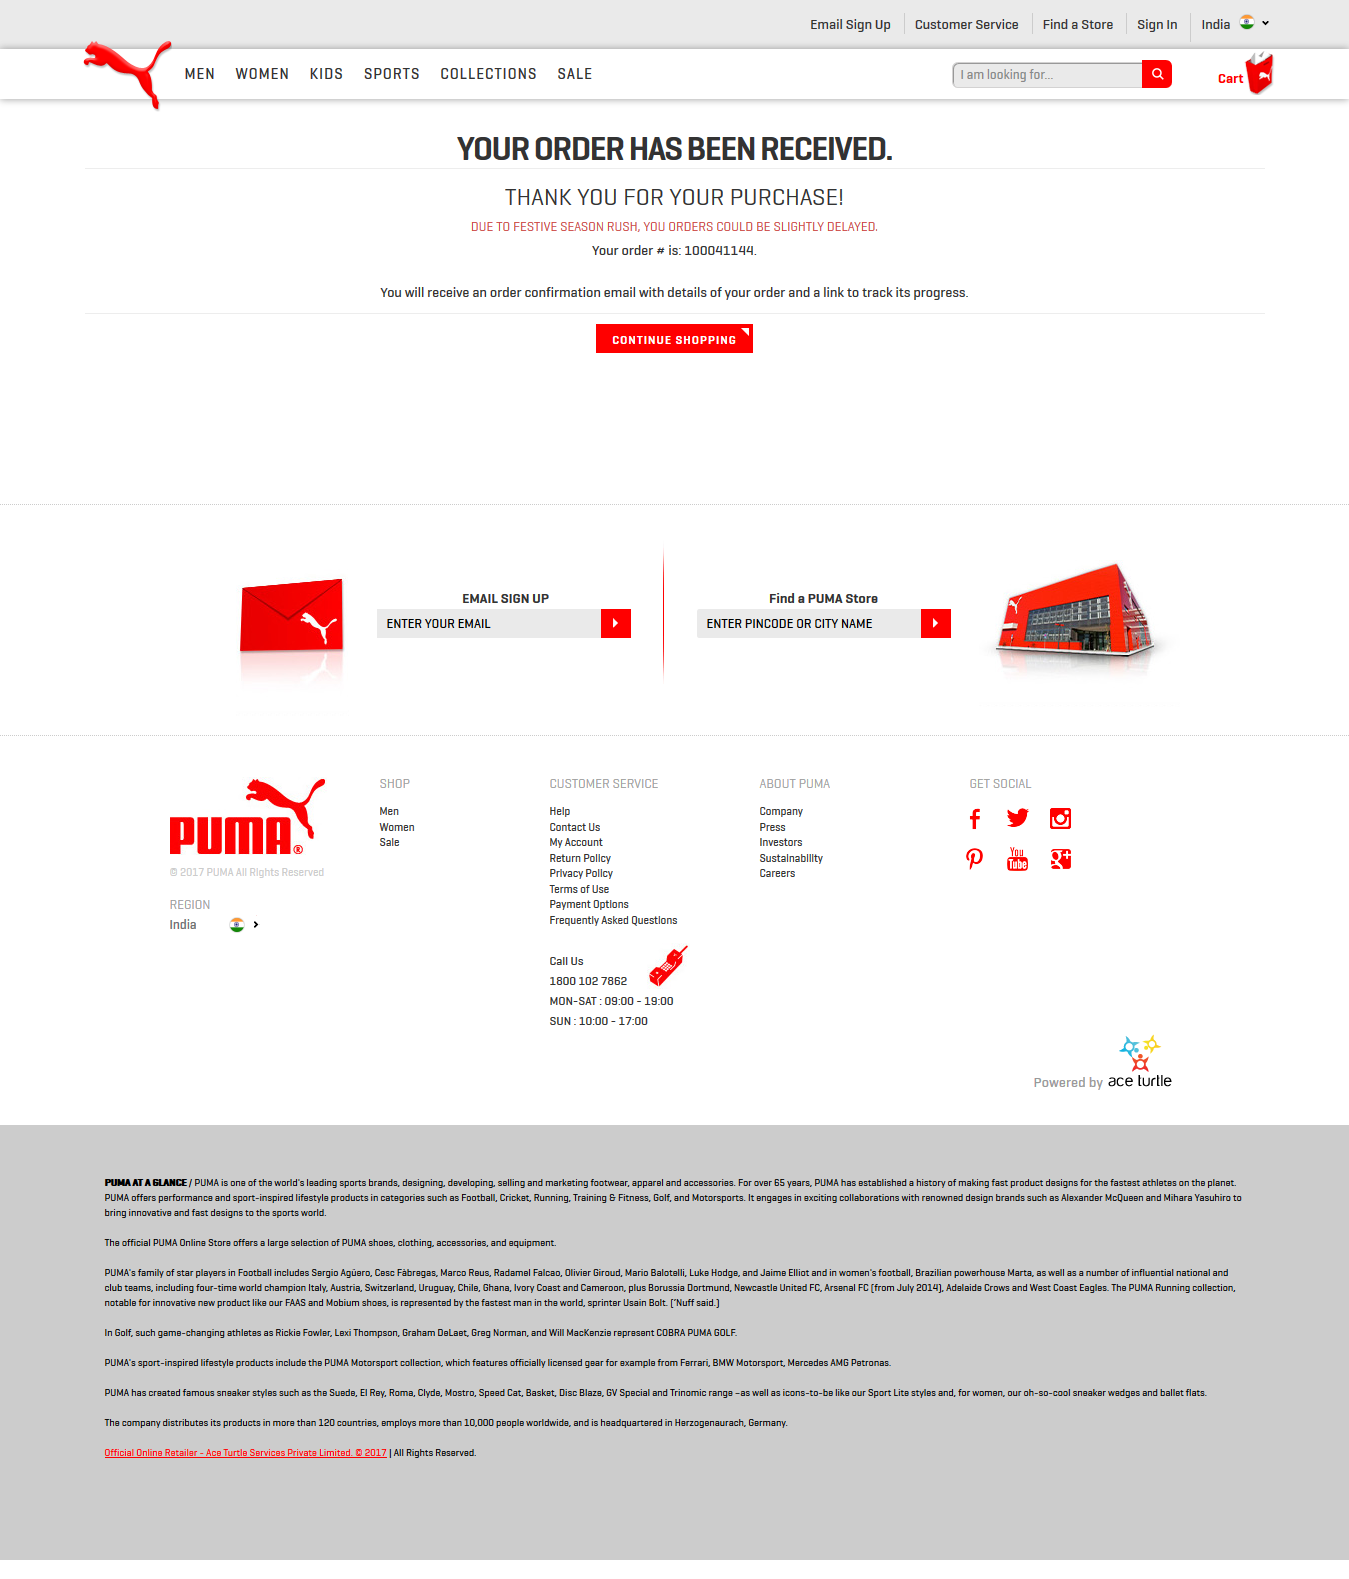 Email Sign Up Customer Service Find a Store Sign In India
MEN WOMEN KIDS SPORTS COLLECTIONS SALE I am looking for... Cart
YOUR ORDER HAS BEEN RECEIVED.
THANK YOU FOR YOUR PURCHASE!
DUE TO FESTIVE SEASON RUSH, YOU ORDERS COULD BE SLIGHTLY DELAYED.
Your order # is: 100041144.
You will receive an order confirmation email with details of your order and a link to track its progress.
CONTINUE SHOPPING
EMAIL SIGN UP
ENTER YOUR EMAIL
Find a PUMA Store
ENTER PINCODE OR CITY NAME
PUMA®
© 2017 PUMA All Rights Reserved
REGION
India
SHOP
Men
Women
Sale
CUSTOMER SERVICE
Help
Contact Us
My Account
Return Policy
Privacy Policy
Terms of Use
Payment Options
Frequently Asked Questions
Call Us
1800 102 7862
MON-SAT : 09:00 - 19:00
SUN : 10:00 - 17:00
ABOUT PUMA
Company
Press
Investors
Sustainability
Careers
GET SOCIAL
You Tube
Powered by ace turtle
PUMA AT A GLANCE / PUMA is one of the world's leading sports brands, designing, developing, selling and marketing footwear, apparel and accessories. For over 65 years, PUMA has established a history of making fast product designs for the fastest athletes on the planet.
PUMA offers performance and sport-inspired lifestyle products in categories such as Football, Cricket, Running, Training & Fitness, Golf, and Motorsports. It engages in exciting collaborations with renowned design brands such as Alexander McQueen and Mihara Yasuhiro to
bring innovative and fast designs to the sports world.
The official PUMA Online Store offers a large selection of PUMA shoes, clothing, accessories, and equipment.
PUMA's family of star players in Football includes Sergio Agüero, Cesc Fàbregas, Marco Reus, Radamel Falcao, Olivier Giroud, Mario Balotelli, Luke Hodge, and Jaime Elliot and in women's football, Brazilian powerhouse Marta, as well as a number of influential national and
club teams, including four-time world champion Italy, Austria, Switzerland, Uruguay, Chile, Ghana, Ivory Coast and Cameroon, plus Borussia Dortmund, Newcastle United FC, Arsenal FC (from July 2014), Adelaide Crows and West Coast Eagles. The PUMA Running collection,
notable for innovative new product like our FAAS and Mobium shoes, is represented by the fastest man in the world, sprinter Usain Bolt. ('Nuff said.)
In Golf, such game-changing athletes as Rickie Fowler, Lexi Thompson, Graham DeLaet, Greg Norman, and Will MacKenzie represent COBRA PUMA GOLF.
PUMA's sport-inspired lifestyle products include the PUMA Motorsport collection, which features officially licensed gear for example from Ferrari, BMW Motorsport, Mercedes AMG Petronas.
PUMA has created famous sneaker styles such as the Suede, El Rey, Roma, Clyde, Mostro, Speed Cat, Basket, Disc Blaze, GV Special and Trinomic range –as well as icons-to-be like our Sport Lite styles and, for women, our oh-so-cool sneaker wedges and ballet flats.
The company distributes its products in more than 120 countries, employs more than 10,000 people worldwide, and is headquartered in Herzogenaurach, Germany.
Official Online Retailer - Ace Turtle Services Private Limited. © 2017 | All Rights Reserved.